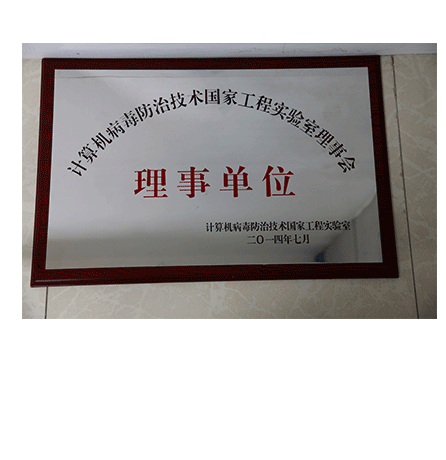 计算机病毒防治技术国家工程实验室理事会
理事单位
计算机病毒防治技术国家工程实验室
二〇一四年七月